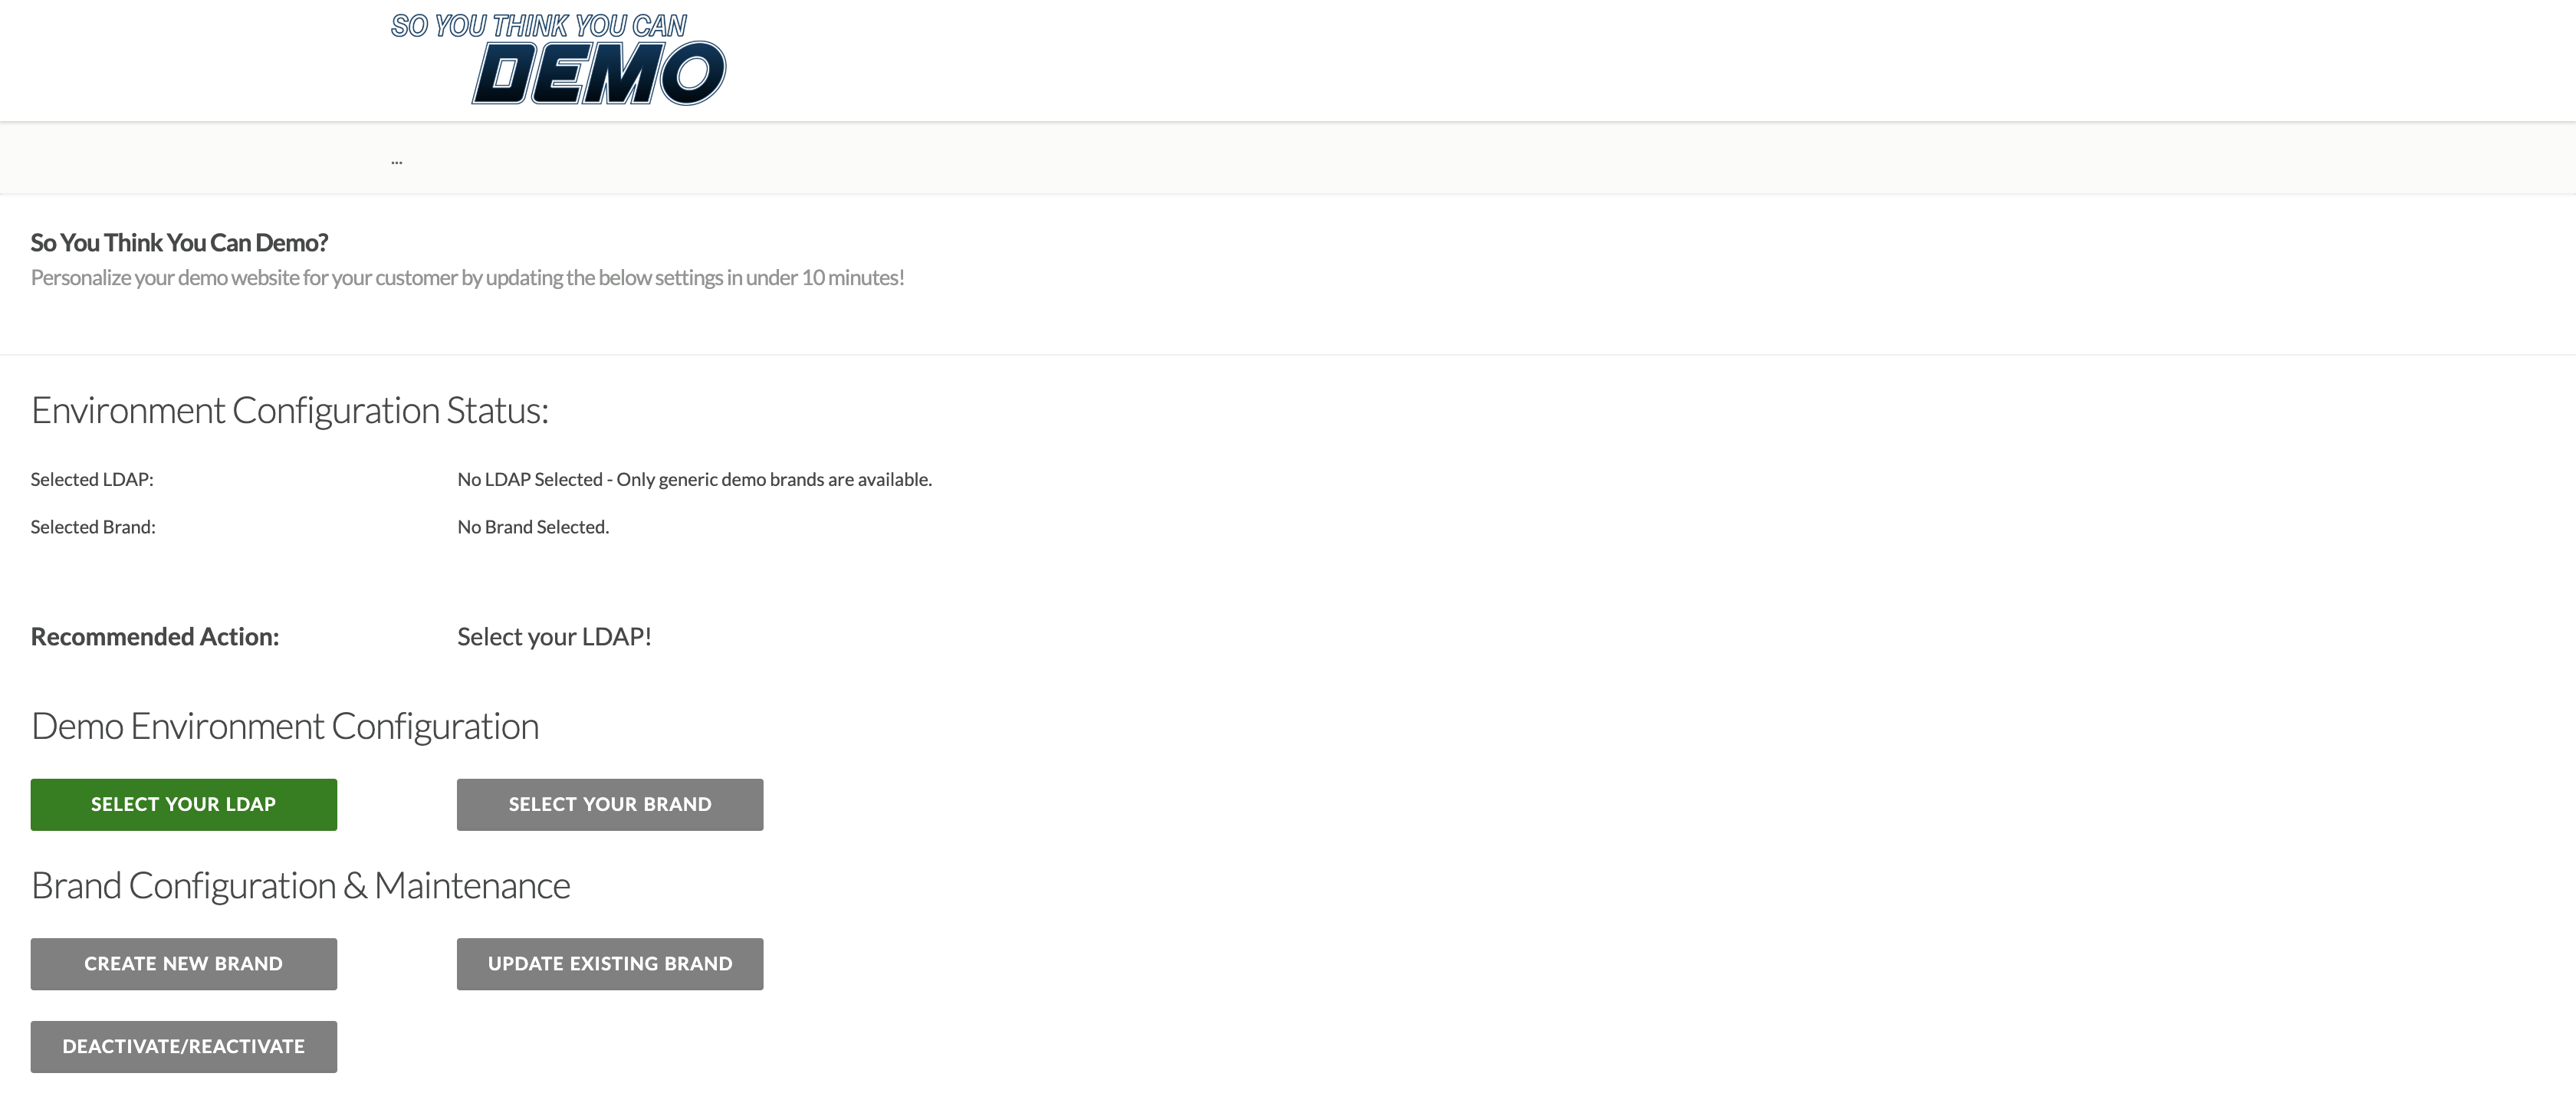 SO YOU THINK YOU CAN
DEMO
...
So You Think You Can Demo?
Personalize your demo website for your customer by updating the below settings in under 10 minutes!
Environment Configuration Status:
Selected LDAP: No LDAP Selected - Only generic demo brands are available.
Selected Brand: No Brand Selected.
Recommended Action: Select your LDAP!
Demo Environment Configuration
SELECT YOUR LDAP SELECT YOUR BRAND
Brand Configuration & Maintenance
CREATE NEW BRAND UPDATE EXISTING BRAND
DEACTIVATE/REACTIVATE